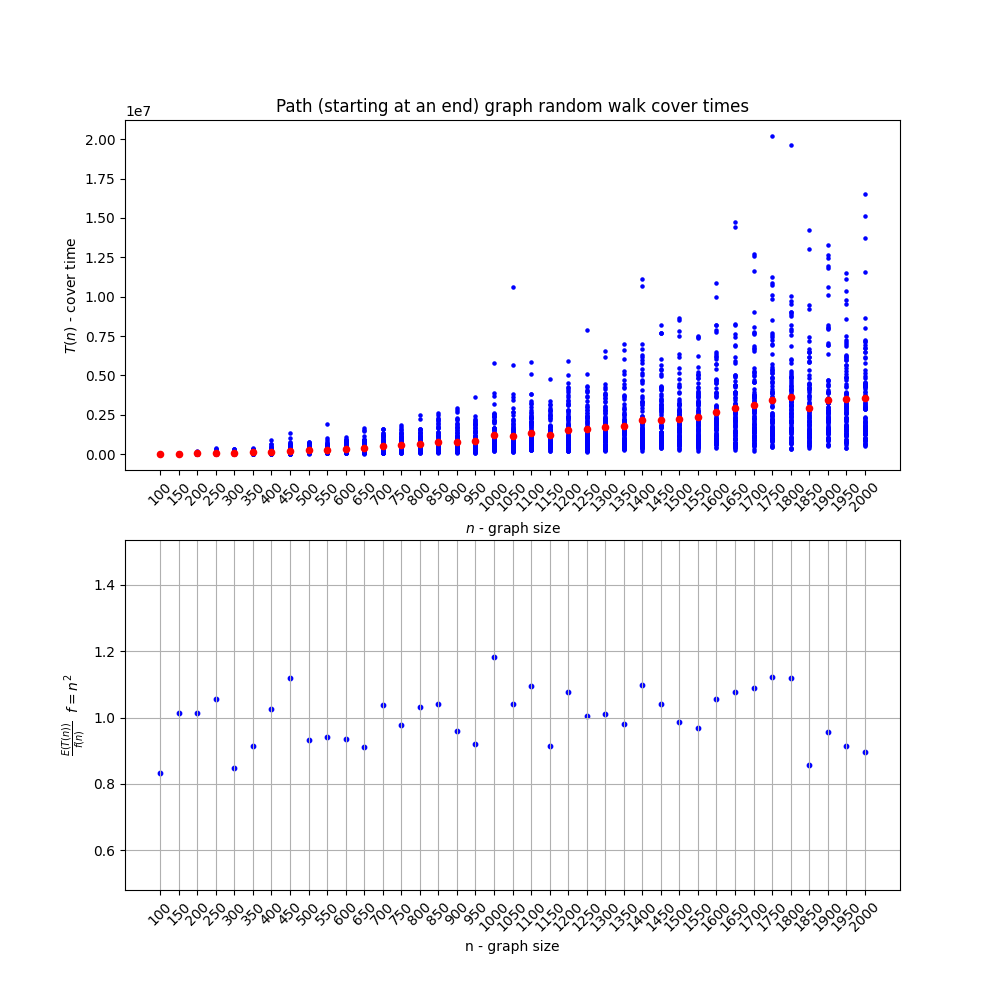 Path (starting at an end) graph random walk cover times
1e7
2.00
1.75
1.50
1.25
1.00
0.75
0.50
0.25
0.00
T(n) - cover time
100 150 200 250 300 350 400 450 500 550 600 650 700 750 800 850 900 950 1000 1050 1100 1150 1200 1250 1300 1350 1400 1450 1500 1550 1600 1650 1700 1750 1800 1850 1900 1950 2000
n - graph size
1.4
1.2
1.0
0.8
0.6
E(T(n))/f(n) f = n²
100 150 200 250 300 350 400 450 500 550 600 650 700 750 800 850 900 950 1000 1050 1100 1150 1200 1250 1300 1350 1400 1450 1500 1550 1600 1650 1700 1750 1800 1850 1900 1950 2000
n - graph size